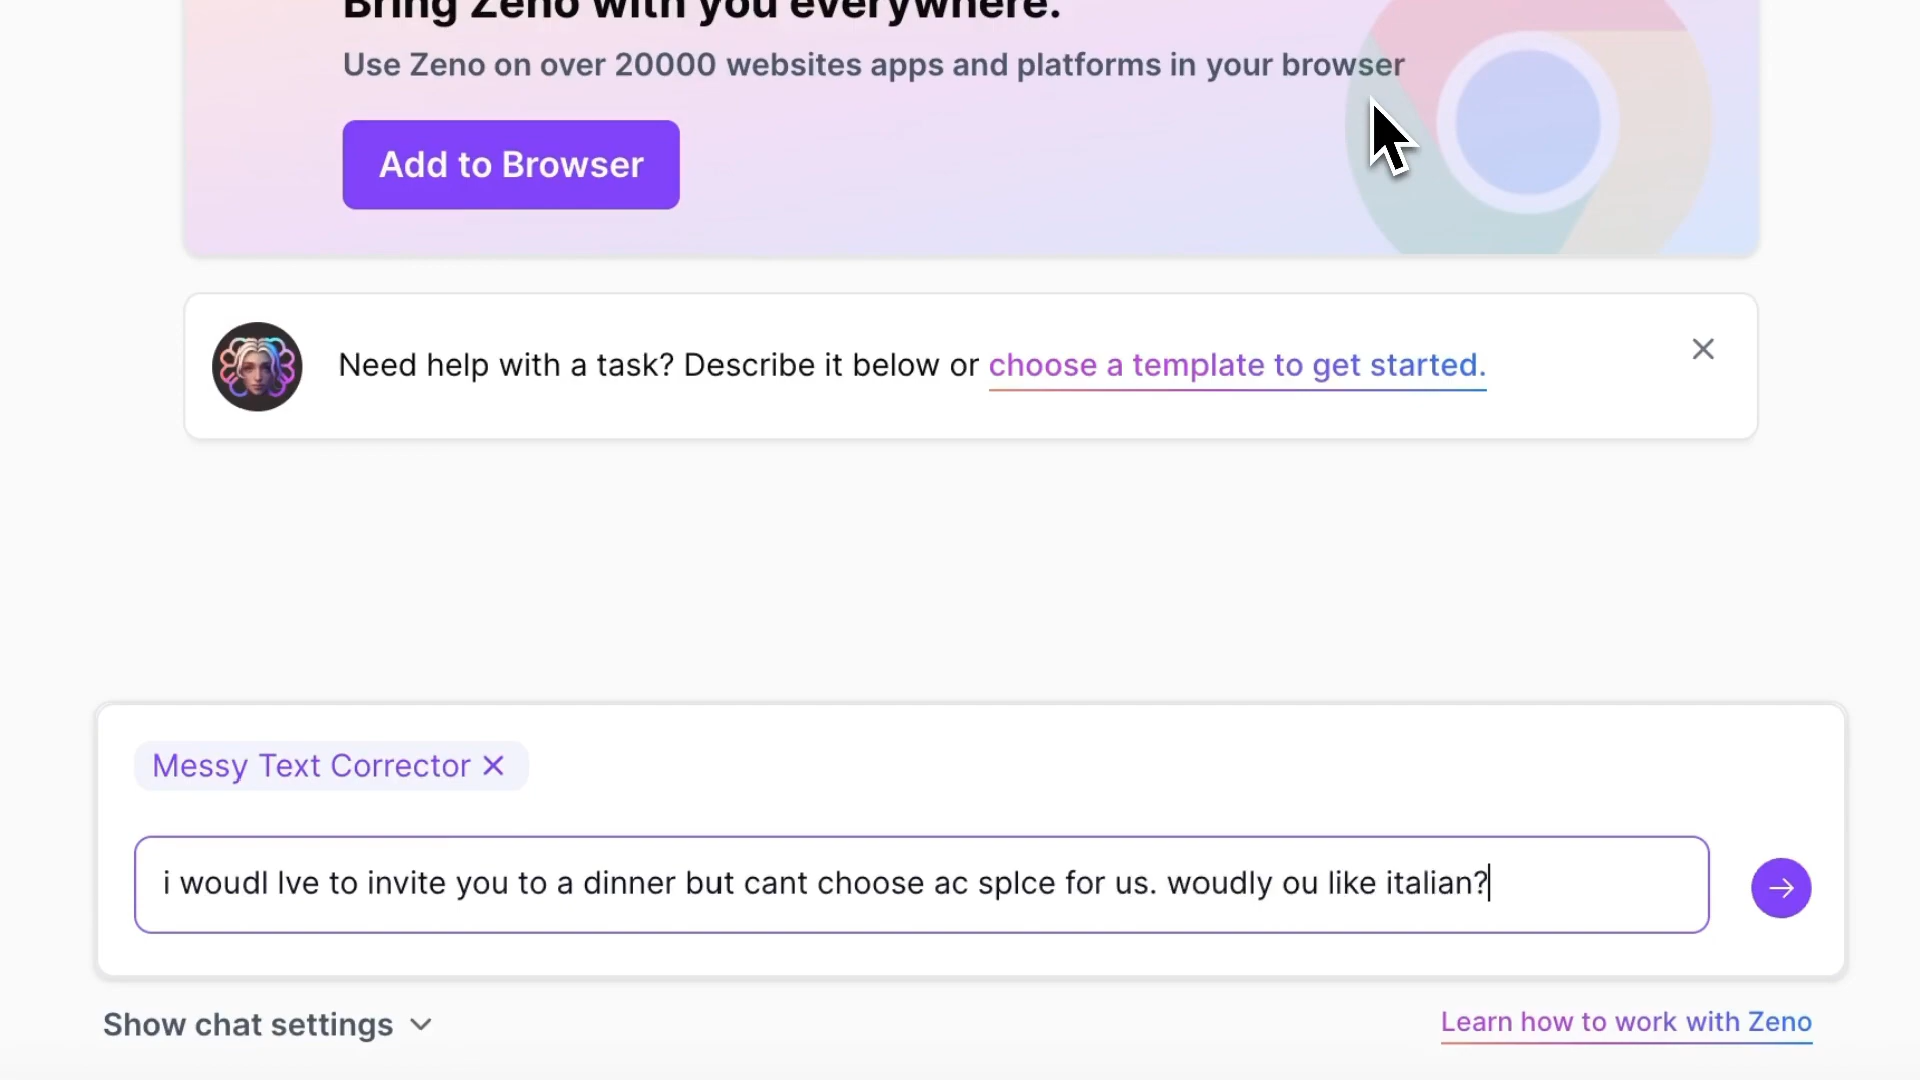 Bring Zeno with you everywhere.
Use Zeno on over 20000 websites apps and platforms in your browser
Add to Browser
Need help with a task? Describe it below or choose a template to get started.
Messy Text Corrector
i woudl lve to invite you to a dinner but cant choose ac splce for us. woudly ou like italian?
Show chat settings
Learn how to work with Zeno